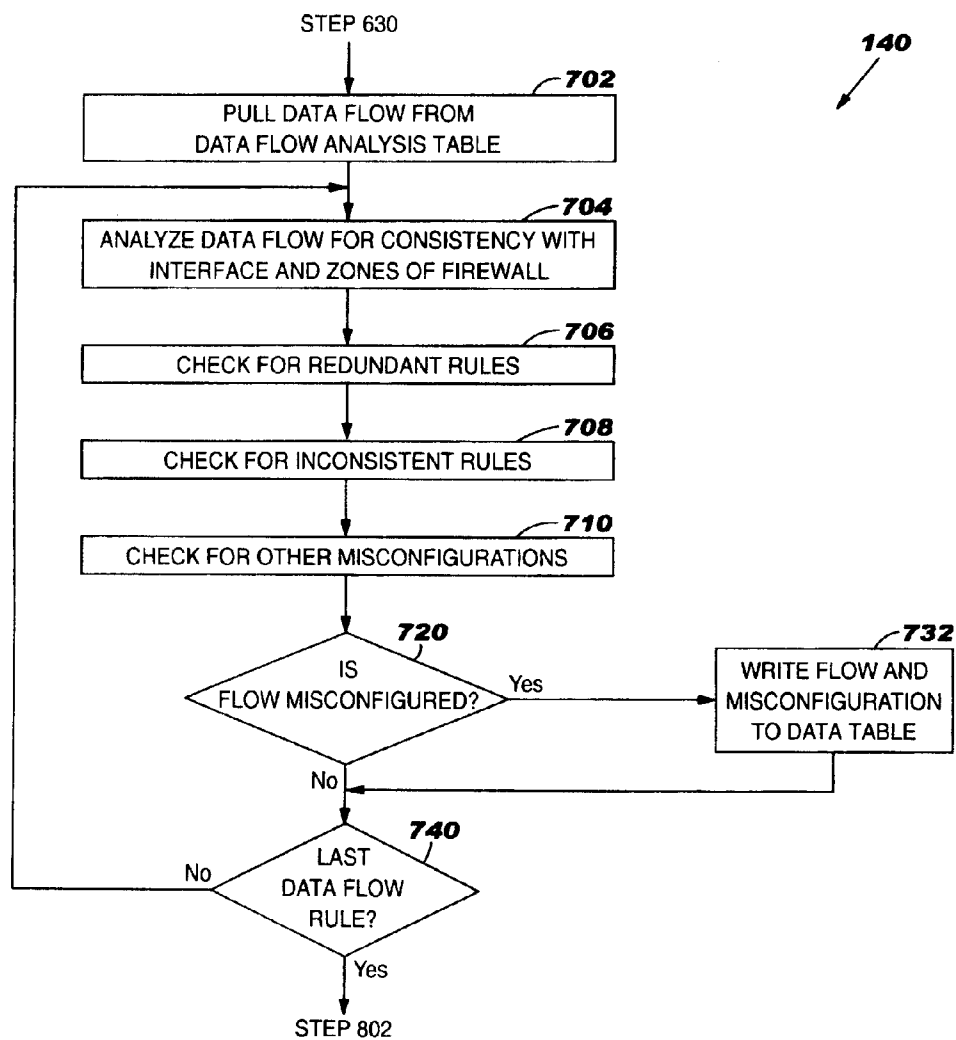 STEP 630
140
702
PULL DATA FLOW FROM
DATA FLOW ANALYSIS TABLE
704
ANALYZE DATA FLOW FOR CONSISTENCY WITH
INTERFACE AND ZONES OF FIREWALL
706
CHECK FOR REDUNDANT RULES
708
CHECK FOR INCONSISTENT RULES
710
CHECK FOR OTHER MISCONFIGURATIONS
720
IS
FLOW MISCONFIGURED?
Yes
732
WRITE FLOW AND
MISCONFIGURATION
TO DATA TABLE
No
740
LAST
DATA FLOW
RULE?
No
Yes
STEP 802